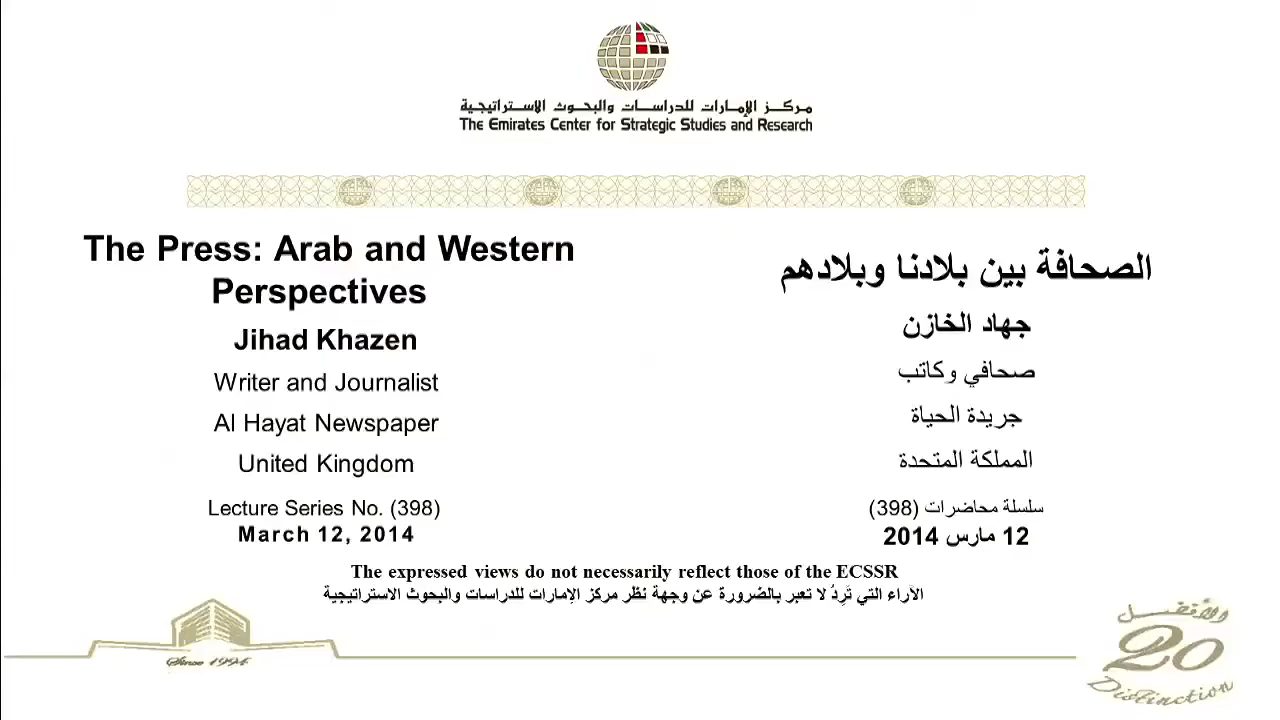 مركز الإمارات للدراسات والبحوث الاستراتيجية
The Emirates Center for Strategic Studies and Research
The Press: Arab and Western
Perspectives
Jihad Khazen
Writer and Journalist
Al Hayat Newspaper
United Kingdom
Lecture Series No. (398)
March 12, 2014
الصحافة بين بلادنا وبلادهم
جهاد الخازن
صحافي وكاتب
جريدة الحياة
المملكة المتحدة
سلسلة محاضرات (398)
12 مارس 2014
The expressed views do not necessarily reflect those of the ECSSR
الآراء التي تَرِدُ لا تعبر بالضرورة عن وجهة نظر مركز الإمارات للدراسات والبحوث الاستراتيجية
Since 1994
الأفضل
20
Distinction